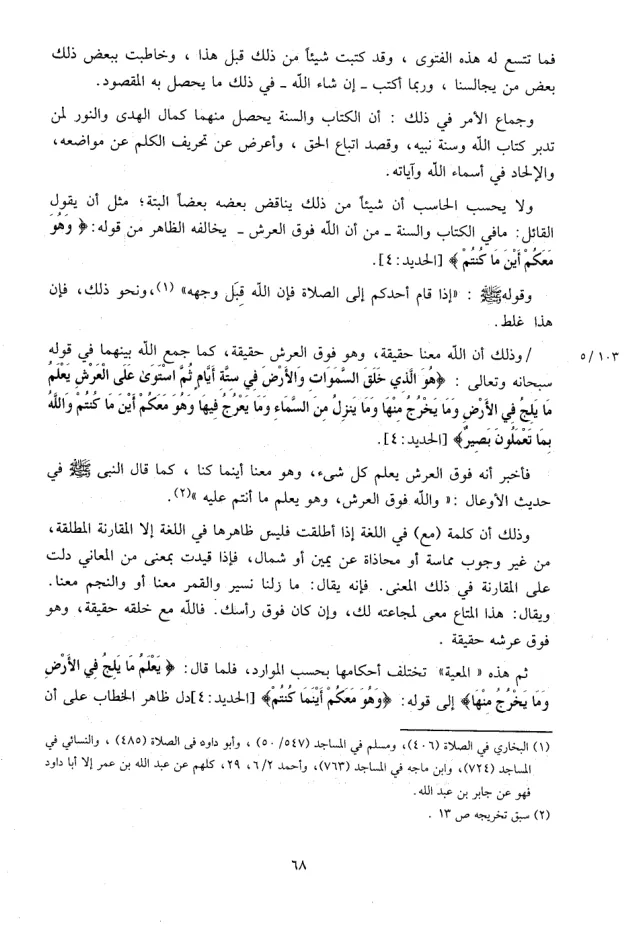 فما تتسع له هذه الفتوى ، وقد كتبت شيئاً من ذلك قبل هذا ، وخاطبت ببعض ذلك
بعض من يجالسنا ، وربما أكتب ـ إن شاء الله ـ في ذلك ما يحصل به المقصود.
وجماع الأمر في ذلك : أن الكتاب والسنة يحصل منهما كمال الهدى والنور لمن
تدبر كتاب الله وسنة نبيه، وقصد اتباع الحق ، وأعرض عن تحريف الكلم عن مواضعه،
والإلحاد في أسماء الله وآياته.
ولا يحسب الحاسب أن شيئاً من ذلك يناقض بعضه بعضاً البتة؛ مثل أن يقول
القائل: مافي الكتاب والسنة ـ من أن الله فوق العرش ـ يخالفه الظاهر من قوله:﴿ وَهُوَ
مَعَكُمْ أَيْنَ مَا كُنتُمْ ﴾ [الحديد:٤].
وقوله ﷺ : «إذا قام أحدكم إلى الصلاة فإن الله قِبَل وجهه» (١)،ونحو ذلك، فإن
هذا غلط.
٥/١٠٣ /وذلك أن الله معنا حقيقة، وهو فوق العرش حقيقة، كما جمع الله بينهما في قوله
سبحانه وتعالى : ﴿هُوَ الَّذي خَلَقَ السَّمَوَات وَالأَرْضَ في ستَّة أَيَّامٍ ثُمَّ اسْتَوَىٰ عَلَى الْعَرْشِ يَعْلَمُ
مَا يَلجُ فِي الأَرْضِ وَمَا يَخْرُجُ مِنْهَا وَمَا يَنزِلُ مِنَ السَّمَاءِ وَمَا يَعْرُجُ فِيهَا وَهُوَ مَعَكُمْ أَيْنَ مَا كُنتُمْ وَاللَّهُ
بِمَا تَعْمَلُونَ بَصِيرٌ﴾ [الحديد:٤].
فأخبر أنه فوق العرش يعلم كل شىء، وهو معنا أينما كنا ، كما قال النبى ﷺ في
حديث الأوعال :« والله فوق العرش، وهو يعلم ما أنتم عليه »(٢).
وذلك أن كلمة (مع) في اللغة إذا أطلقت فليس ظاهرها في اللغة إلا المقارنة المطلقة،
من غير وجوب مماسة أو محاذاة عن يمين أو شمال، فإذا قيدت بمعنى من المعاني دلت
على المقارنة في ذلك المعنى. فإنه يقال: ما زلنا نسير والقمر معنا أو والنجم معنا.
ويقال: هذا المتاع معى لمجامعته لك، وإن كان فوق رأسك. فالله مع خلقه حقيقة، وهو
فوق عرشه حقيقة .
ثم هذه « المعية» تختلف أحكامها بحسب الموارد، فلما قال: ﴿ يَعْلَمُ مَا يَلِجُ فِي الأَرْضِ
وَمَا يَخْرُجُ مِنْهَا﴾ إلى قوله: ﴿وَهُوَ مَعَكُمْ أَيْنَمَا كُنتُمْ﴾ [الحديد:٤]دل ظاهر الخطاب على أن
(١) البخاري في الصلاة (٤٠٦)، ومسلم في المساجد (٥٤٧/ ٥٠) ، وأبو داوه فى الصلاة (٤٨٥) ، والنسائي في
المساجد (٧٢٤)، وابن ماجه في المساجد (٧٦٣)، وأحمد ٦/٢، ٢٩، كلهم عن عبد الله بن عمر إلا أبا داود
فهو عن جابر بن عبد الله.
(٢) سبق تخريجه ص ١٣ .
٦٨